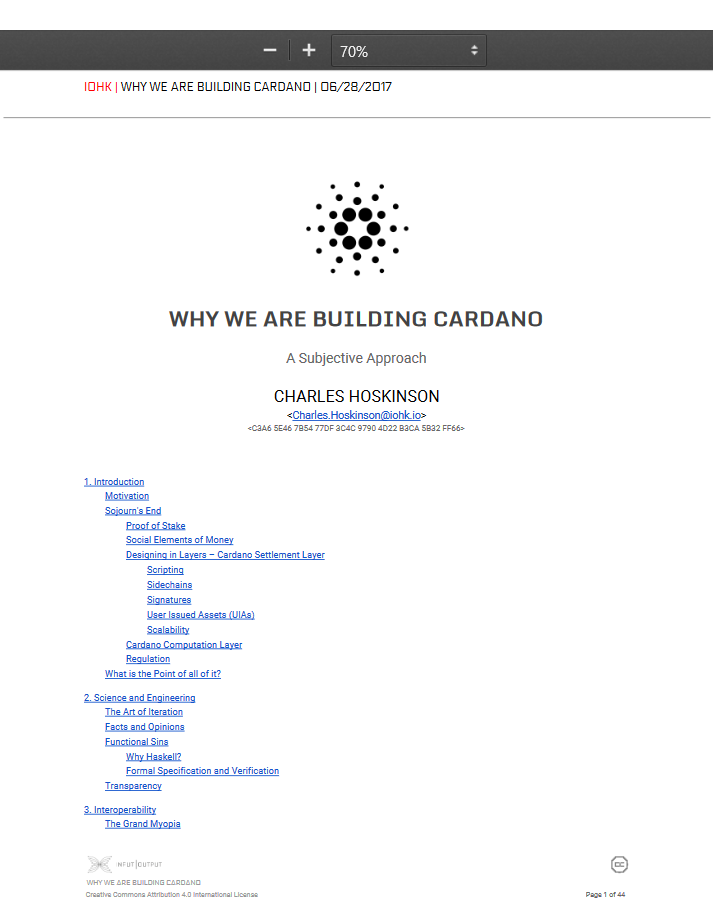 70%
IOHK | WHY WE ARE BUILDING CARDANO | 06/28/2017
WHY WE ARE BUILDING CARDANO
A Subjective Approach
CHARLES HOSKINSON
<Charles.Hoskinson@iohk.io>
<C3A6 5E46 7B54 77DF 3C4C 9790 4D22 B3CA 5B32 FF66>
1. Introduction
Motivation
Sojourn's End
Proof of Stake
Social Elements of Money
Designing in Layers – Cardano Settlement Layer
Scripting
Sidechains
Signatures
User Issued Assets (UIAs)
Scalability
Cardano Computation Layer
Regulation
What is the Point of all of it?
2. Science and Engineering
The Art of Iteration
Facts and Opinions
Functional Sins
Why Haskell?
Formal Specification and Verification
Transparency
3. Interoperability
The Grand Myopia
INPUT|OUTPUT
WHY WE ARE BUILDING CARDANO
Creative Commons Attribution 4.0 International License
Page 1 of 44